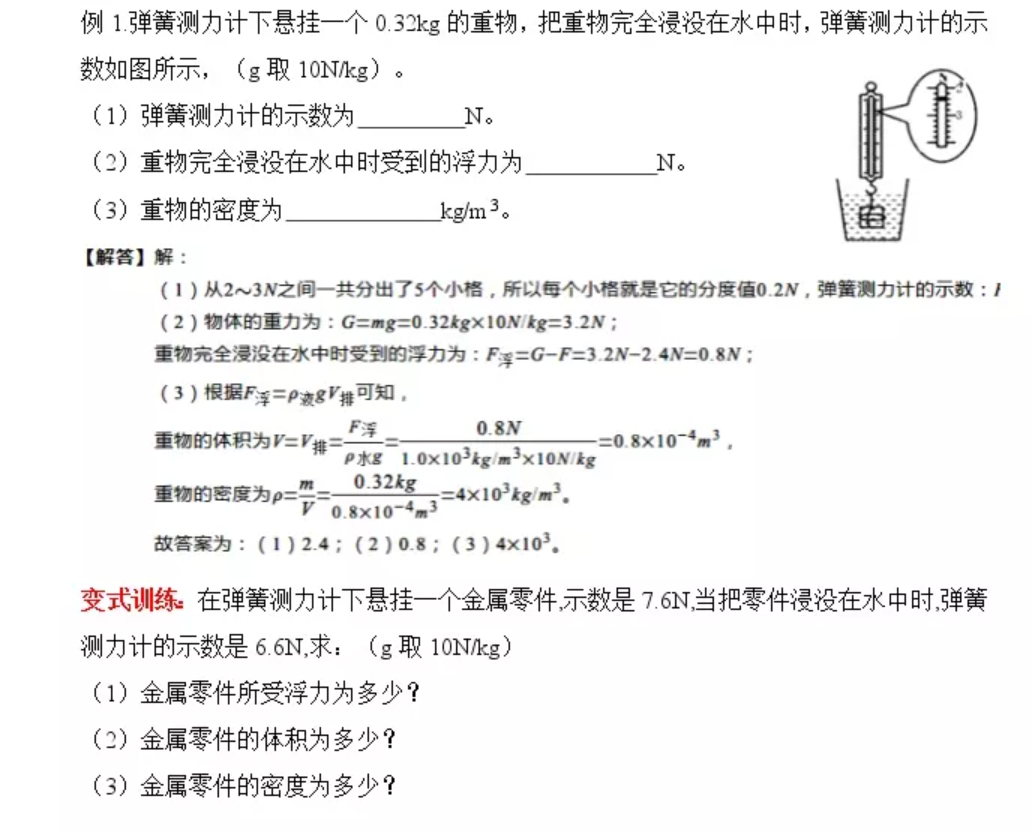 例 1.弹簧测力计下悬挂一个 0.32kg 的重物，把重物完全浸没在水中时，弹簧测力计的示
数如图所示，（g 取 10N/kg）。
（1）弹簧测力计的示数为_________N。
（2）重物完全浸没在水中时受到的浮力为___________N。
（3）重物的密度为_____________kg/m³。
N
2
3
【解答】解：
（1）从2～3N之间一共分出了5个小格，所以每个小格就是它的分度值0.2N，弹簧测力计的示数：
（2）物体的重力为：G=mg=0.32kg×10N/kg=3.2N；
重物完全浸没在水中时受到的浮力为：F浮=G−F=3.2N−2.4N=0.8N；
（3）根据F浮=ρ液gV排可知，
重物的体积为V=V排=F浮/ρ水g=0.8N/1.0×10³kg/m³×10N/kg=0.8×10⁻⁴m³，
重物的密度为ρ=m/V=0.32kg/0.8×10⁻⁴m³=4×10³kg/m³。
故答案为：（1）2.4；（2）0.8；（3）4×10³。
变式训练：在弹簧测力计下悬挂一个金属零件,示数是 7.6N,当把零件浸没在水中时,弹簧
测力计的示数是 6.6N,求：（g 取 10N/kg）
（1）金属零件所受浮力为多少？
（2）金属零件的体积为多少？
（3）金属零件的密度为多少？